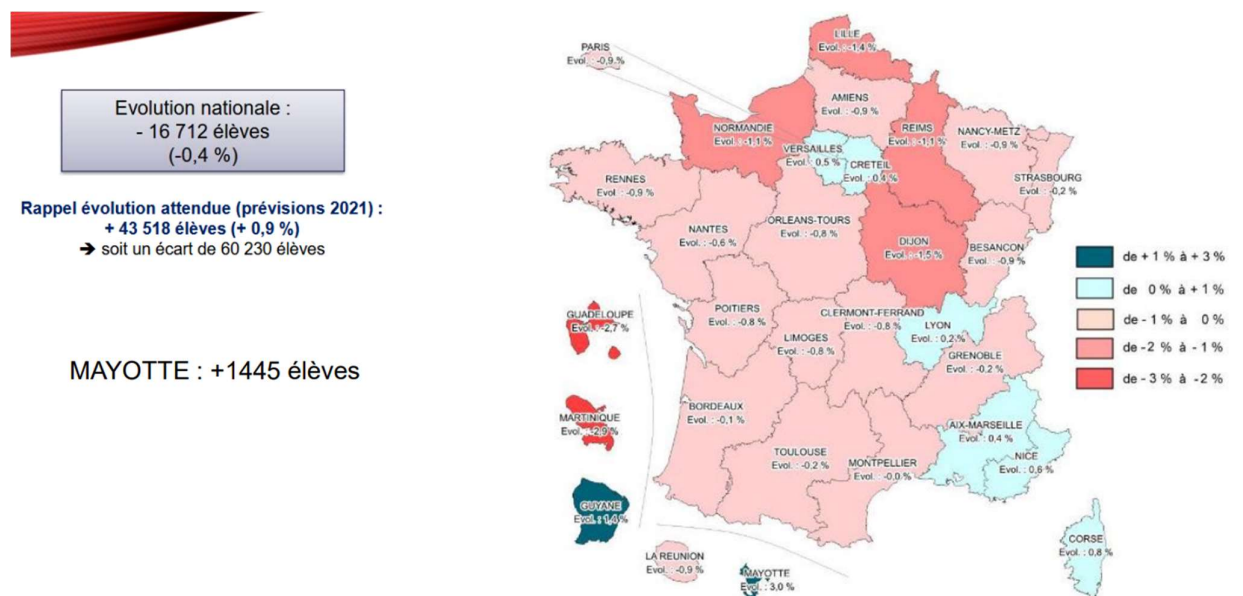 Evolution nationale :
- 16 712 élèves
(-0,4 %)
Rappel évolution attendue (prévisions 2021) :
+ 43 518 élèves (+ 0,9 %)
➔ soit un écart de 60 230 élèves
MAYOTTE : +1445 élèves
PARIS
Evol. : -0,9 %
LILLE
Evol. : -1,4 %
AMIENS
Evol. : -0,9 %
NORMANDIE
Evol. : -1,1 %
REIMS
Evol. : -1,1 %
NANCY-METZ
Evol. : -0,9 %
VERSAILLES
Evol. : 0,5 %
CRETEIL
Evol. : 0,4 %
STRASBOURG
Evol. : -0,2 %
RENNES
Evol. : -0,9 %
ORLEANS-TOURS
Evol. : -0,8 %
NANTES
Evol. : -0,6 %
DIJON
Evol. : -1,5 %
BESANCON
Evol. : -0,9 %
POITIERS
Evol. : -0,8 %
CLERMONT-FERRAND
Evol. : -0,8 %
LIMOGES
Evol. : -0,8 %
LYON
Evol. : 0,2 %
GRENOBLE
Evol. : -0,2 %
GUADELOUPE
Evol. : -2,7 %
BORDEAUX
Evol. : -0,1 %
MARTINIQUE
Evol. : -2,9 %
AIX-MARSEILLE
Evol. : 0,4 %
TOULOUSE
Evol. : -0,2 %
MONTPELLIER
Evol. : -0,0 %
NICE
Evol. : 0,6 %
GUYANE
Evol. : 1,4 %
CORSE
Evol. : 0,8 %
LA REUNION
Evol. : -0,9 %
MAYOTTE
Evol. : 3,0 %
de + 1 % à + 3 %
de 0 % à + 1 %
de - 1 % à 0 %
de - 2 % à - 1 %
de - 3 % à - 2 %